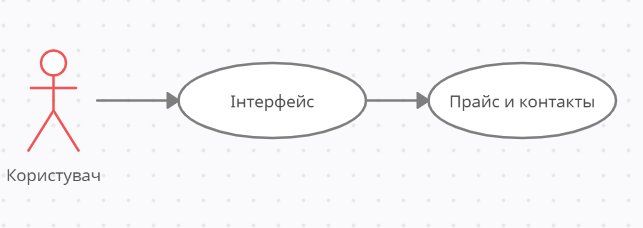 Інтерфейс
Прайс и контакты
Користувач